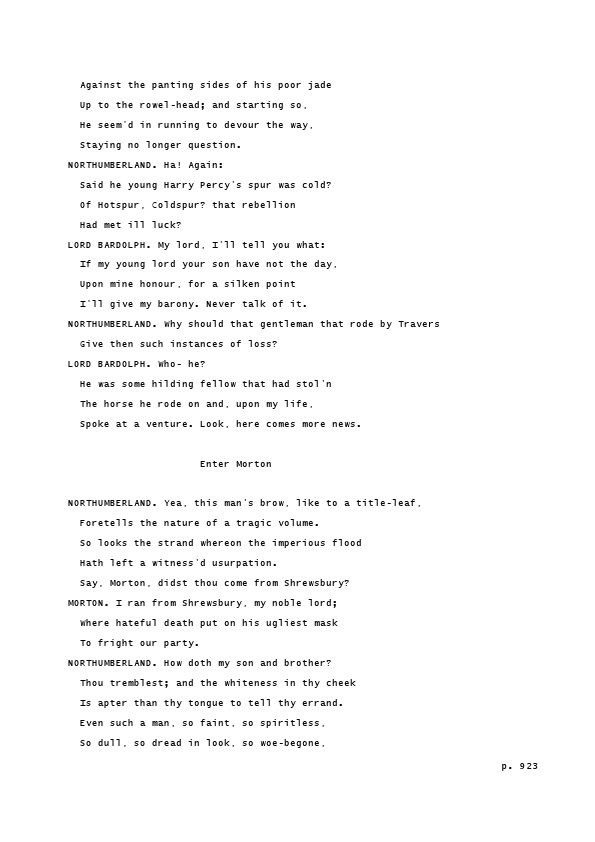 Against the panting sides of his poor jade
Up to the rowel-head; and starting so,
He seem'd in running to devour the way,
Staying no longer question.
NORTHUMBERLAND. Ha! Again:
Said he young Harry Percy's spur was cold?
Of Hotspur, Coldspur? that rebellion
Had met ill luck?
LORD BARDOLPH. My lord, I'll tell you what:
If my young lord your son have not the day,
Upon mine honour, for a silken point
I'll give my barony. Never talk of it.
NORTHUMBERLAND. Why should that gentleman that rode by Travers
Give then such instances of loss?
LORD BARDOLPH. Who- he?
He was some hilding fellow that had stol'n
The horse he rode on and, upon my life,
Spoke at a venture. Look, here comes more news.
Enter Morton
NORTHUMBERLAND. Yea, this man's brow, like to a title-leaf,
Foretells the nature of a tragic volume.
So looks the strand whereon the imperious flood
Hath left a witness'd usurpation.
Say, Morton, didst thou come from Shrewsbury?
MORTON. I ran from Shrewsbury, my noble lord;
Where hateful death put on his ugliest mask
To fright our party.
NORTHUMBERLAND. How doth my son and brother?
Thou tremblest; and the whiteness in thy cheek
Is apter than thy tongue to tell thy errand.
Even such a man, so faint, so spiritless,
So dull, so dread in look, so woe-begone,
p. 923